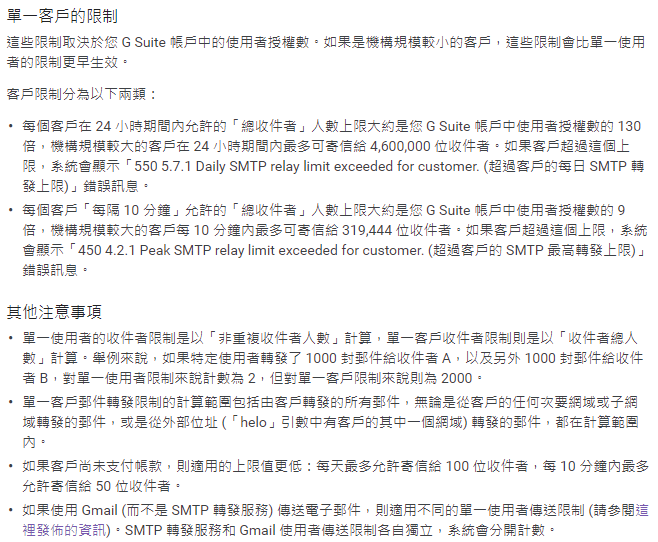 單一客戶的限制
這些限制取決於您 G Suite 帳戶中的使用者授權數。如果是機構規模較小的客戶，這些限制會比單一使用
者的限制更早生效。
客戶限制分為以下兩類：
• 每個客戶在 24 小時期間內允許的「總收件者」人數上限大約是您 G Suite 帳戶中使用者授權數的 130
倍，機構規模較大的客戶在 24 小時期間內最多可寄信給 4,600,000 位收件者。如果客戶超過這個上
限，系統會顯示「550 5.7.1 Daily SMTP relay limit exceeded for customer. (超過客戶的每日 SMTP 轉
發上限)」錯誤訊息。
• 每個客戶「每隔 10 分鐘」允許的「總收件者」人數上限大約是您 G Suite 帳戶中使用者授權數的 9
倍，機構規模較大的客戶每 10 分鐘內最多可寄信給 319,444 位收件者。如果客戶超過這個上限，系統
會顯示「450 4.2.1 Peak SMTP relay limit exceeded for customer. (超過客戶的 SMTP 最高轉發上限)」
錯誤訊息。
其他注意事項
• 單一使用者的收件者限制是以「非重複收件者人數」計算，單一客戶收件者限制則是以「收件者總人
數」計算。舉例來說，如果特定使用者轉發了 1000 封郵件給收件者 A，以及另外 1000 封郵件給收件
者 B，對單一使用者限制來說計數為 2，但對單一客戶限制來說則為 2000。
• 單一客戶郵件轉發限制的計算範圍包括由客戶轉發的所有郵件，無論是從客戶的任何次要網域或子網
域轉發的郵件，或是從外部位址 (「helo」引數中有客戶的其中一個網域) 轉發的郵件，都在計算範圍
內。
• 如果客戶尚未支付帳款，則適用的上限值更低：每天最多允許寄信給 100 位收件者，每 10 分鐘內最多
允許寄信給 50 位收件者。
• 如果使用 Gmail (而不是 SMTP 轉發服務) 傳送電子郵件，則適用不同的單一使用者傳送限制 (請參閱這
裡發佈的資訊)。SMTP 轉發服務和 Gmail 使用者傳送限制各自獨立，系統會分開計數。